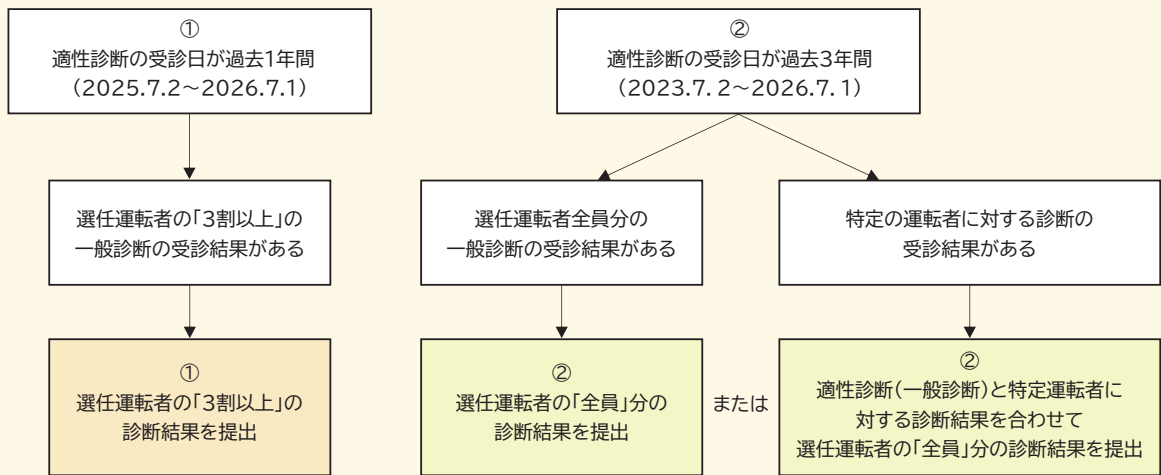 ①
適性診断の受診日が過去1年間
（2025.7.2～2026.7.1）
②
適性診断の受診日が過去3年間
（2023.7.2～2026.7.1）
選任運転者の「3割以上」の
一般診断の受診結果がある
選任運転者全員分の
一般診断の受診結果がある
特定の運転者に対する診断の
受診結果がある
①
選任運転者の「3割以上」の
診断結果を提出
②
選任運転者の「全員」分の
診断結果を提出
または
②
適性診断（一般診断）と特定運転者に
対する診断結果を合わせて
選任運転者の「全員」分の診断結果を提出